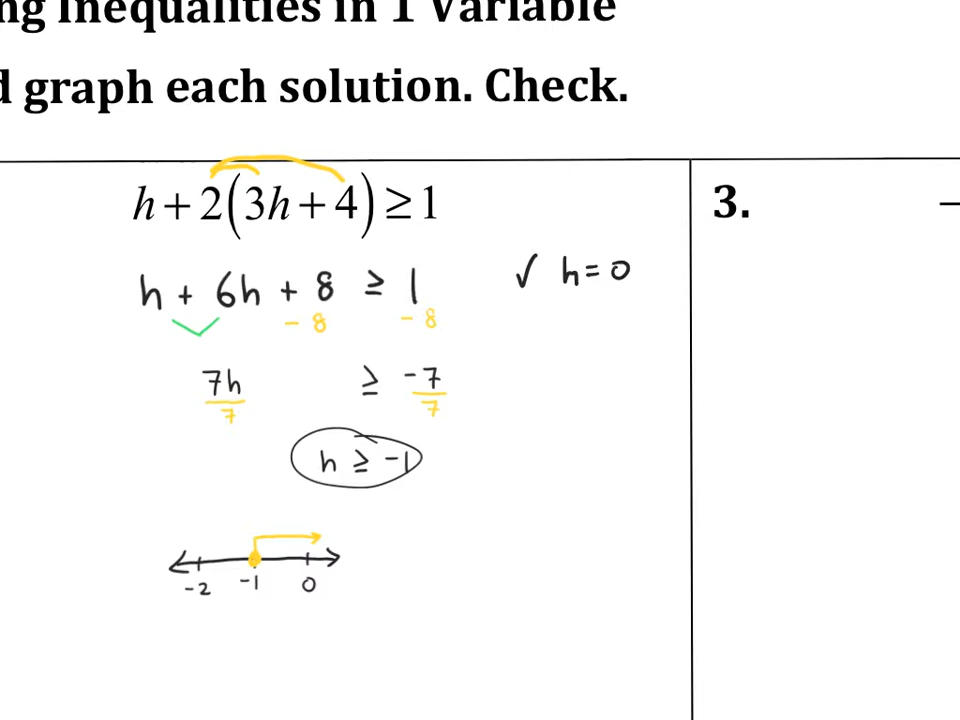 ng Inequalities in 1 Variable
d graph each solution. Check.
h + 2(3h + 4) ≥ 1
3.
–
h + 6h + 8 ≥ 1
✓ h = 0
- 8 - 8
7h ≥ -7
7 7
h ≥ -1
-2 -1 0